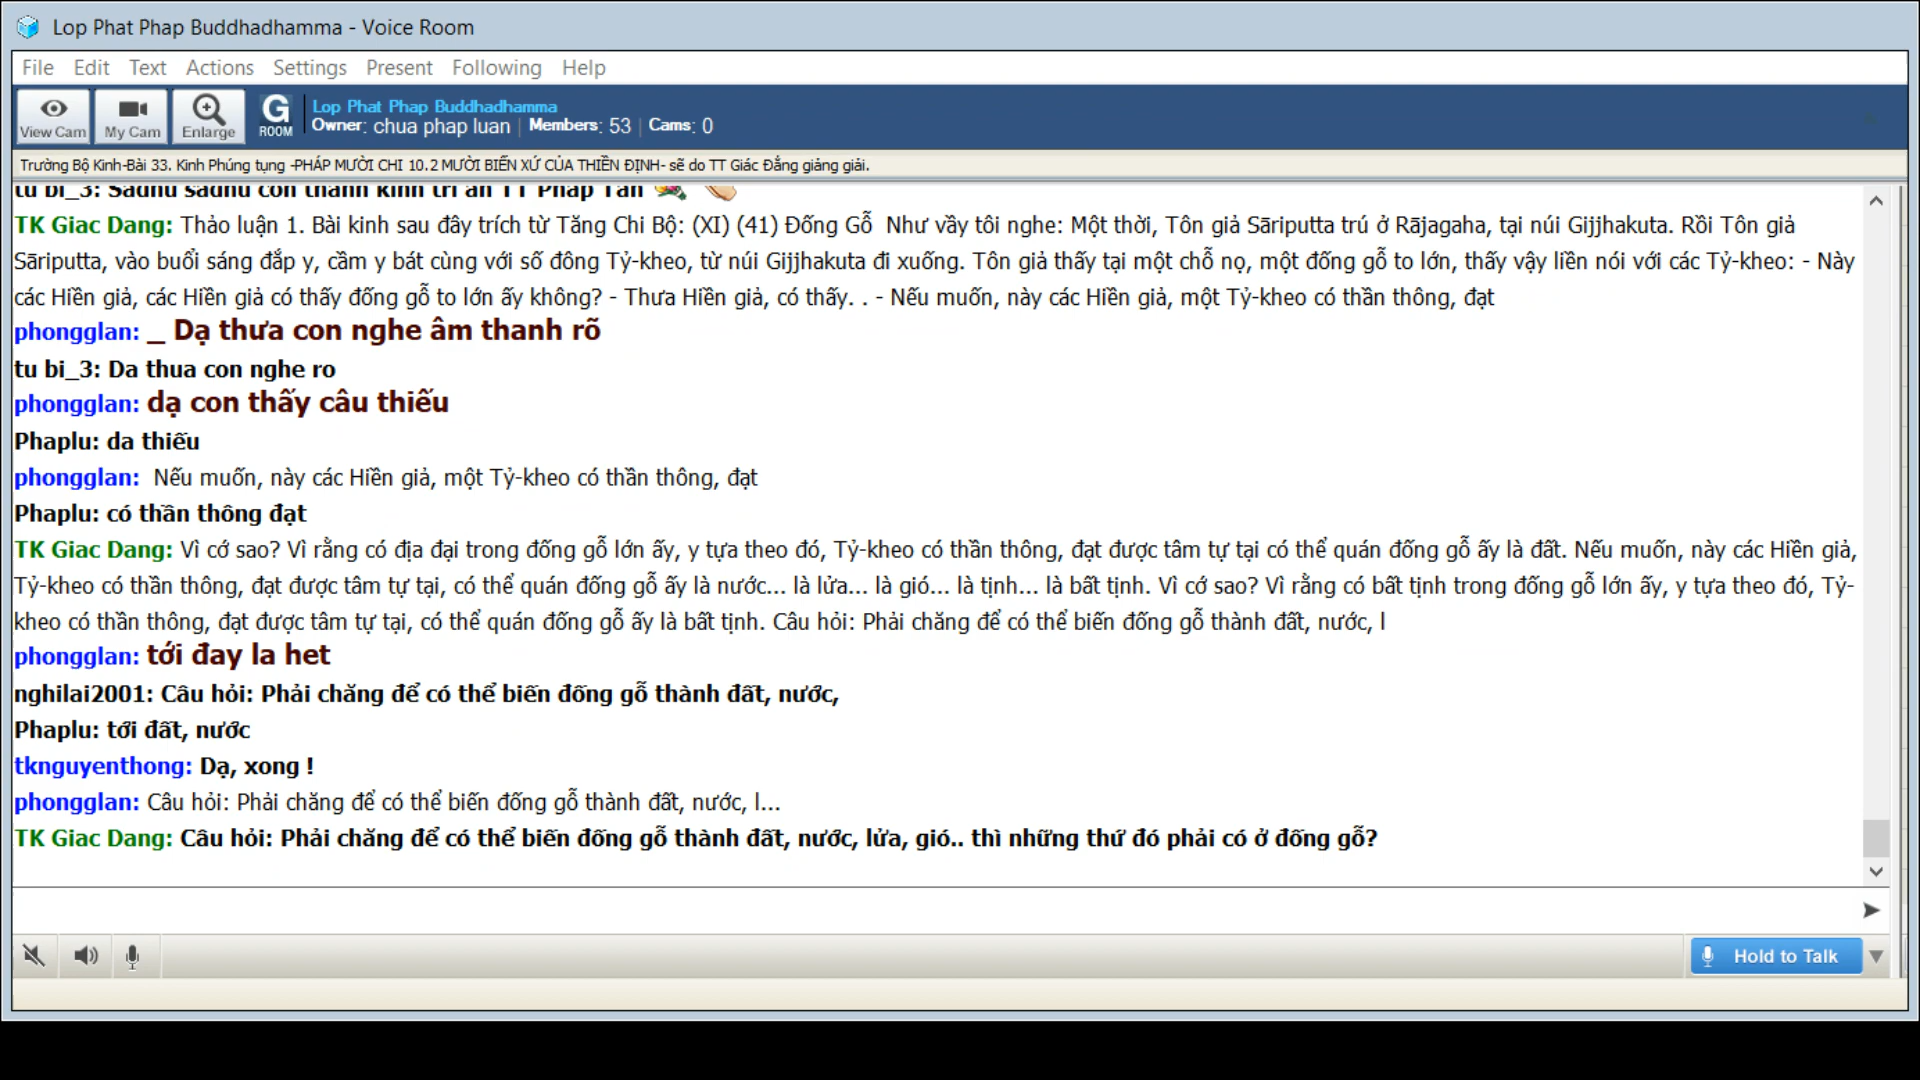 Lop Phat Phap Buddhadhamma - Voice Room
File Edit Text Actions Settings Present Following Help
View Cam My Cam Enlarge G ROOM
Lop Phat Phap Buddhadhamma
Owner: chua phap luan | Members: 53 | Cams: 0
Trường Bộ Kinh-Bài 33. Kinh Phúng tụng -PHÁP MƯỜI CHI 10.2 MƯỜI BIẾN XỨ CỦA THIỀN ĐỊNH- sẽ do TT Giác Đẳng giảng giải.
tu bi_3: Sadhu sadhu con thanh kinh tri an TT Phap Tan
TK Giac Dang: Thảo luận 1. Bài kinh sau đây trích từ Tăng Chi Bộ: (XI) (41) Đống Gỗ Như vầy tôi nghe: Một thời, Tôn giả Sāriputta trú ở Rājagaha, tại núi Gijjhakuta. Rồi Tôn giả
Sāriputta, vào buổi sáng đắp y, cầm y bát cùng với số đông Tỷ-kheo, từ núi Gijjhakuta đi xuống. Tôn giả thấy tại một chỗ nọ, một đống gỗ to lớn, thấy vậy liền nói với các Tỷ-kheo: - Này
các Hiền giả, các Hiền giả có thấy đống gỗ to lớn ấy không? - Thưa Hiền giả, có thấy. . - Nếu muốn, này các Hiền giả, một Tỷ-kheo có thần thông, đạt
phongglan: _ Dạ thưa con nghe âm thanh rõ
tu bi_3: Da thua con nghe ro
phongglan: dạ con thấy câu thiếu
Phaplu: da thiếu
phongglan: Nếu muốn, này các Hiền giả, một Tỷ-kheo có thần thông, đạt
Phaplu: có thần thông đạt
TK Giac Dang: Vì cớ sao? Vì rằng có địa đại trong đống gỗ lớn ấy, y tựa theo đó, Tỷ-kheo có thần thông, đạt được tâm tự tại có thể quán đống gỗ ấy là đất. Nếu muốn, này các Hiền giả,
Tỷ-kheo có thần thông, đạt được tâm tự tại, có thể quán đống gỗ ấy là nước... là lửa... là gió... là tịnh... là bất tịnh. Vì cớ sao? Vì rằng có bất tịnh trong đống gỗ lớn ấy, y tựa theo đó, Tỷ-
kheo có thần thông, đạt được tâm tự tại, có thể quán đống gỗ ấy là bất tịnh. Câu hỏi: Phải chăng để có thể biến đống gỗ thành đất, nước, l
phongglan: tới đay la het
nghilai2001: Câu hỏi: Phải chăng để có thể biến đống gỗ thành đất, nước,
Phaplu: tới đất, nước
tknguyenthong: Dạ, xong !
phongglan: Câu hỏi: Phải chăng để có thể biến đống gỗ thành đất, nước, l...
TK Giac Dang: Câu hỏi: Phải chăng để có thể biến đống gỗ thành đất, nước, lửa, gió.. thì những thứ đó phải có ở đống gỗ?
Hold to Talk